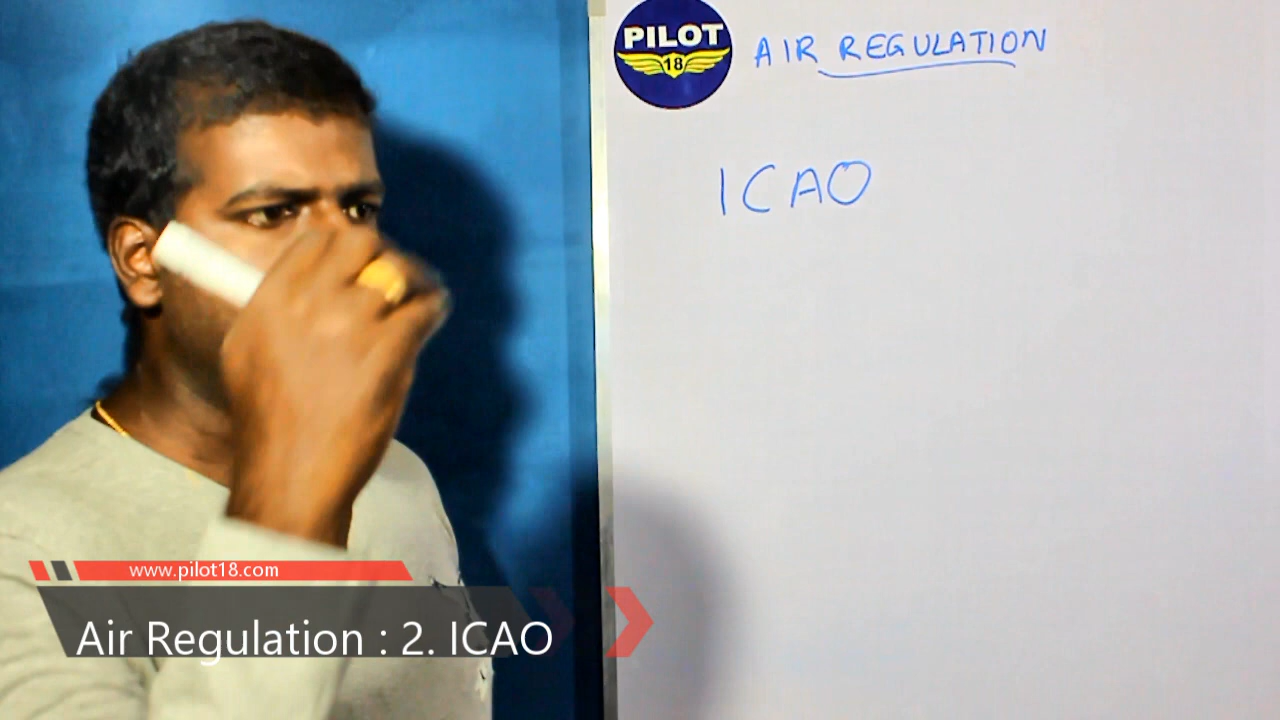 PILOT
18
AIR REGULATION
ICAO
www.pilot18.com
Air Regulation : 2. ICAO